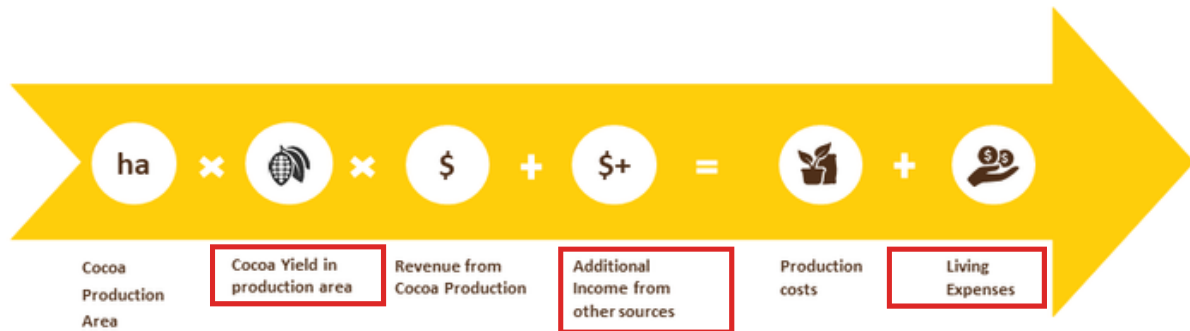 ha × × $ + $+ = + $ $
Cocoa
Production
Area
Cocoa Yield in
production area
Revenue from
Cocoa Production
Additional
Income from
other sources
Production
costs
Living
Expenses